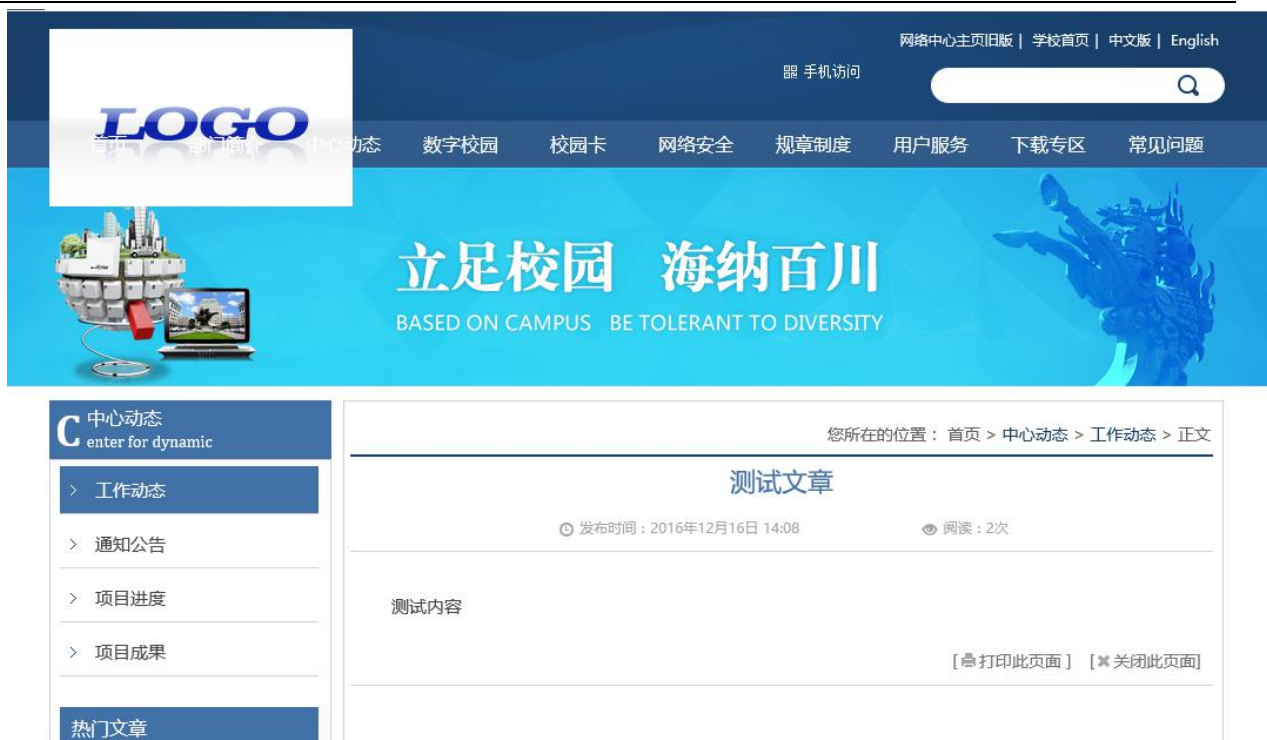 网络中心主页旧版 | 学校首页 | 中文版 | English
手机访问
LOGO
首页 部门简介 中心动态 数字校园 校园卡 网络安全 规章制度 用户服务 下载专区 常见问题
立足校园 海纳百川
BASED ON CAMPUS BE TOLERANT TO DIVERSITY
中心动态
Center for dynamic
您所在的位置： 首页 > 中心动态 > 工作动态 > 正文
> 工作动态
> 通知公告
> 项目进度
> 项目成果
热门文章
测试文章
发布时间：2016年12月16日 14:08 阅读：2次
测试内容
[打印此页面] [关闭此页面]